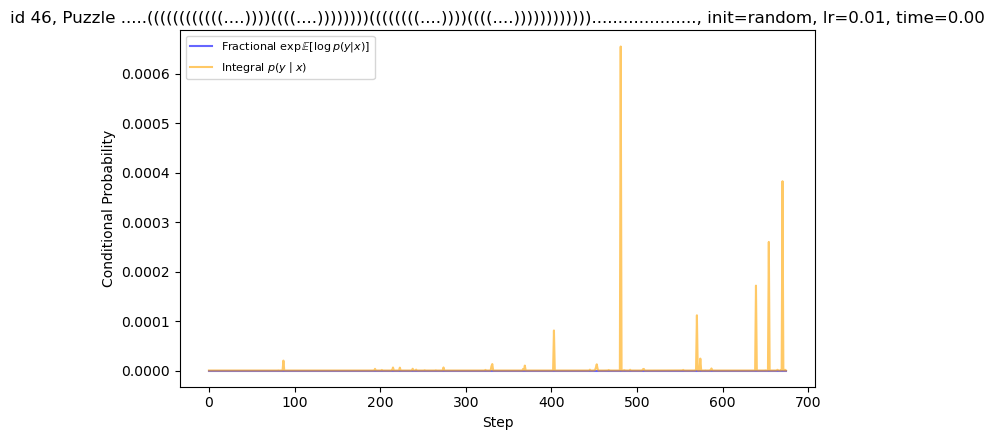 id 46, Puzzle .....((((((((((((....))))((((....))))))))((((((((....))))((((....))))))))))))....................., init=random, lr=0.01, time=0.00
Fractional exp𝔼[log p(y|x)]
Integral p(y | x)
0.0006
0.0005
0.0004
0.0003
0.0002
0.0001
0.0000
Conditional Probability
0 100 200 300 400 500 600 700
Step